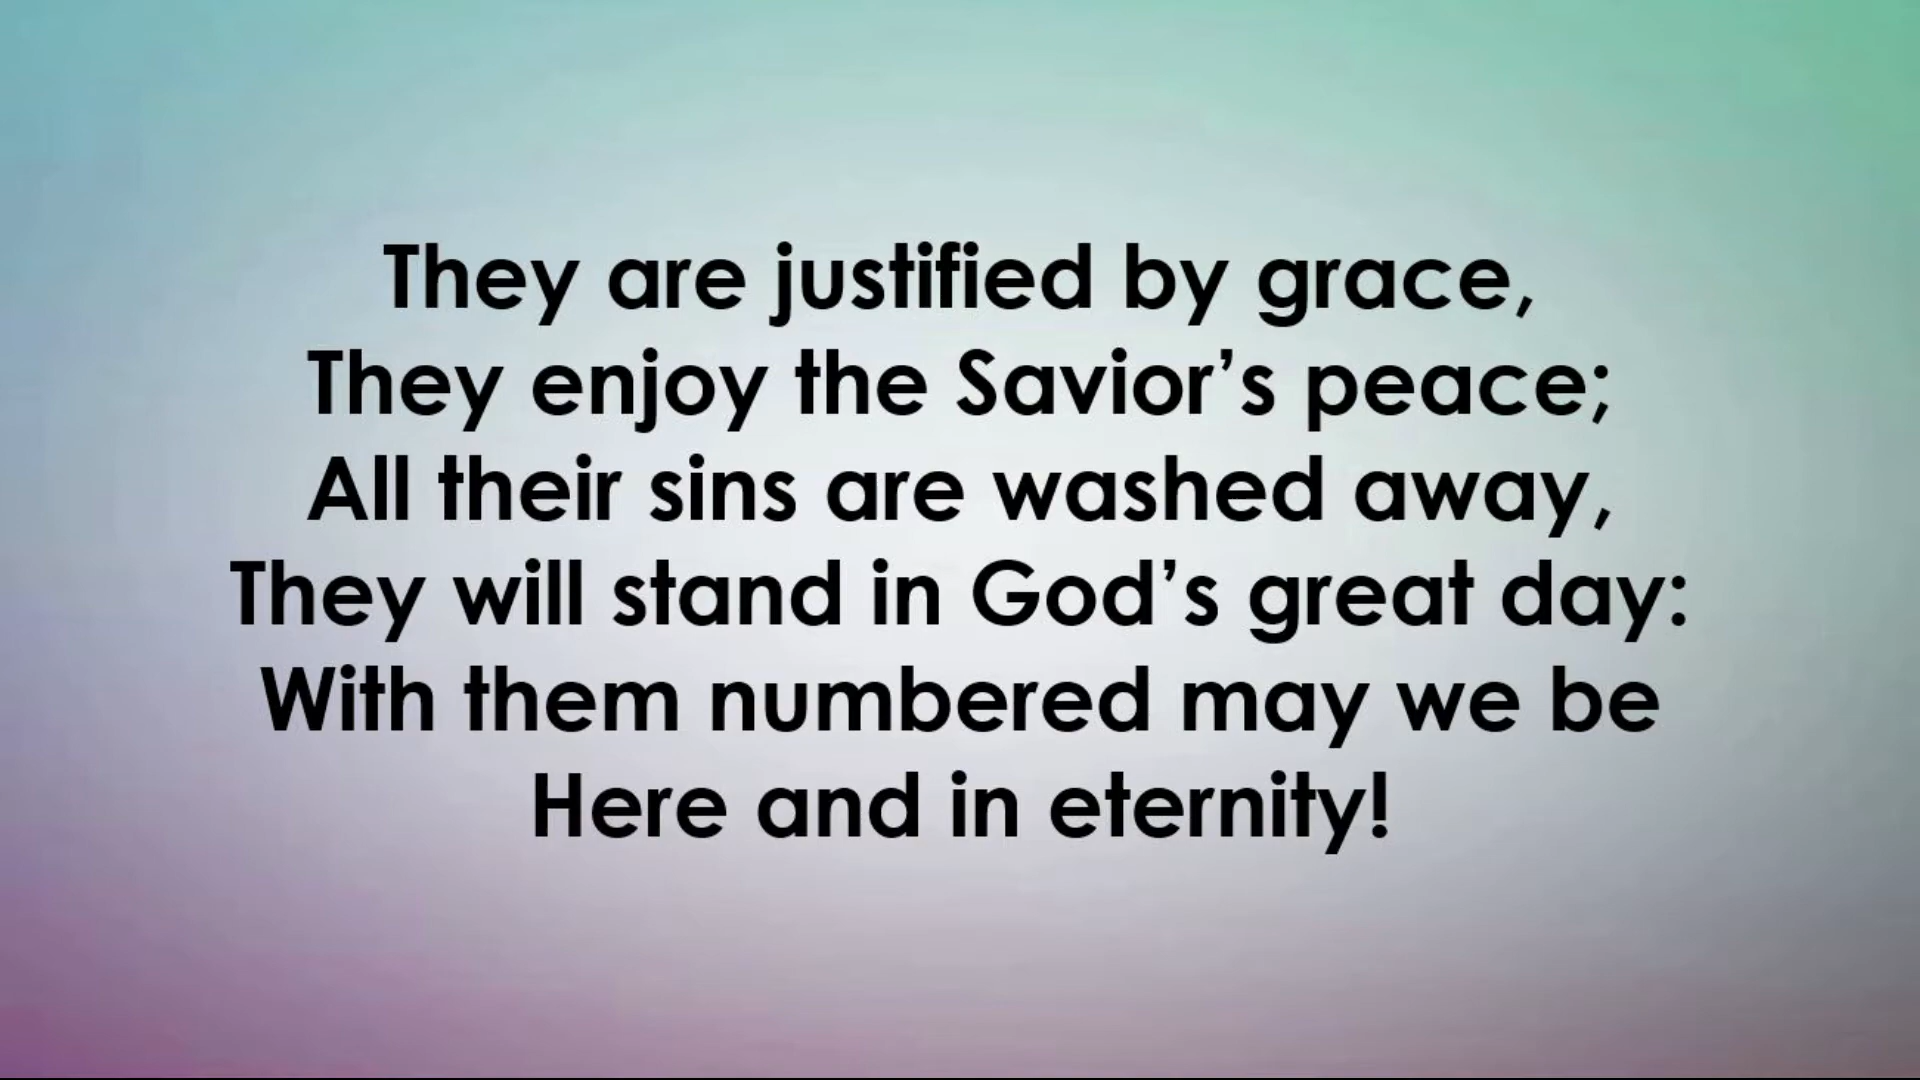 They are justified by grace,
They enjoy the Savior’s peace;
All their sins are washed away,
They will stand in God’s great day:
With them numbered may we be
Here and in eternity!